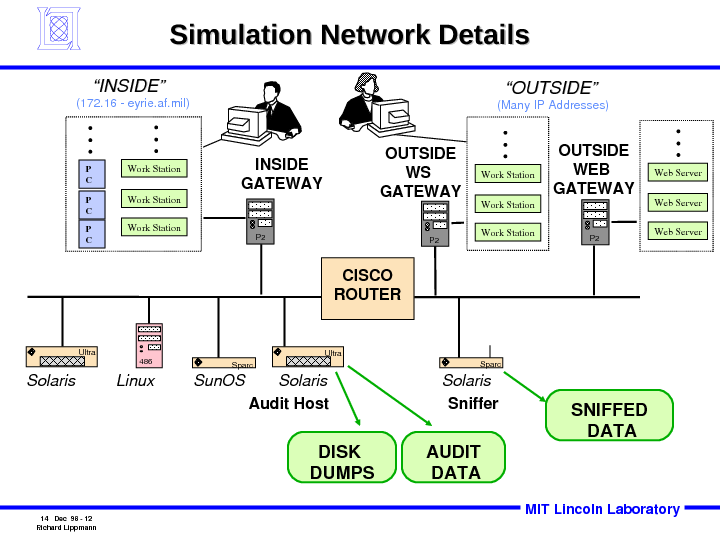 Simulation Network Details
“INSIDE”
(172.16 - eyrie.af.mil)
“OUTSIDE”
(Many IP Addresses)
P
C
P
C
P
C
Work Station
Work Station
Work Station
INSIDE
GATEWAY
P2
OUTSIDE
WS
GATEWAY
P2
Work Station
Work Station
Work Station
OUTSIDE
WEB
GATEWAY
P2
Web Server
Web Server
Web Server
CISCO
ROUTER
Ultra
Solaris
486
Linux
Sparc
SunOS
Ultra
Solaris
Audit Host
Sparc
Solaris
Sniffer
DISK
DUMPS
AUDIT
DATA
SNIFFED
DATA
MIT Lincoln Laboratory
14 Dec 98 - 12
Richard Lippmann